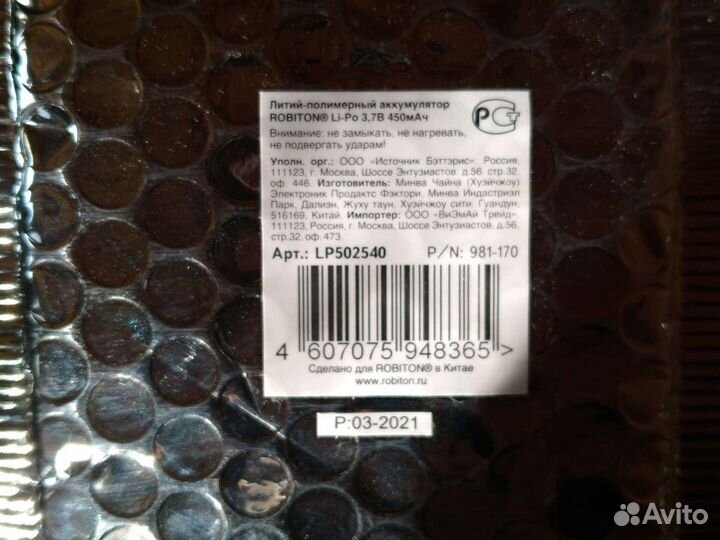 Литий-полимерный аккумулятор
ROBITON® Li-Po 3,7В 450мАч
Внимание: не замыкать, не нагревать,
не подвергать ударам!
РСТ
Уполн. орг.: ООО «Источник Бэттэрис», Россия,
111123, г. Москва, Шоссе Энтузиастов, д.56, стр.32,
оф. 446. Изготовитель: Минва Чайна (Хуэйчжоу)
Электроник Продактс Фэктори, Минва Индастриэл
Парк, Далиэн, Жуху таун, Хуэйчжоу сити, Гуандун,
516169, Китай. Импортер: ООО «ВиЭмАй Трейд»,
111123, Россия, г. Москва, Шоссе Энтузиастов, д.56,
стр.32, оф. 473.
Арт.: LP502540 P/N: 981-170
4 607075 948365 >
Сделано для ROBITON® в Китае
www.robiton.ru
P:03-2021
Avito